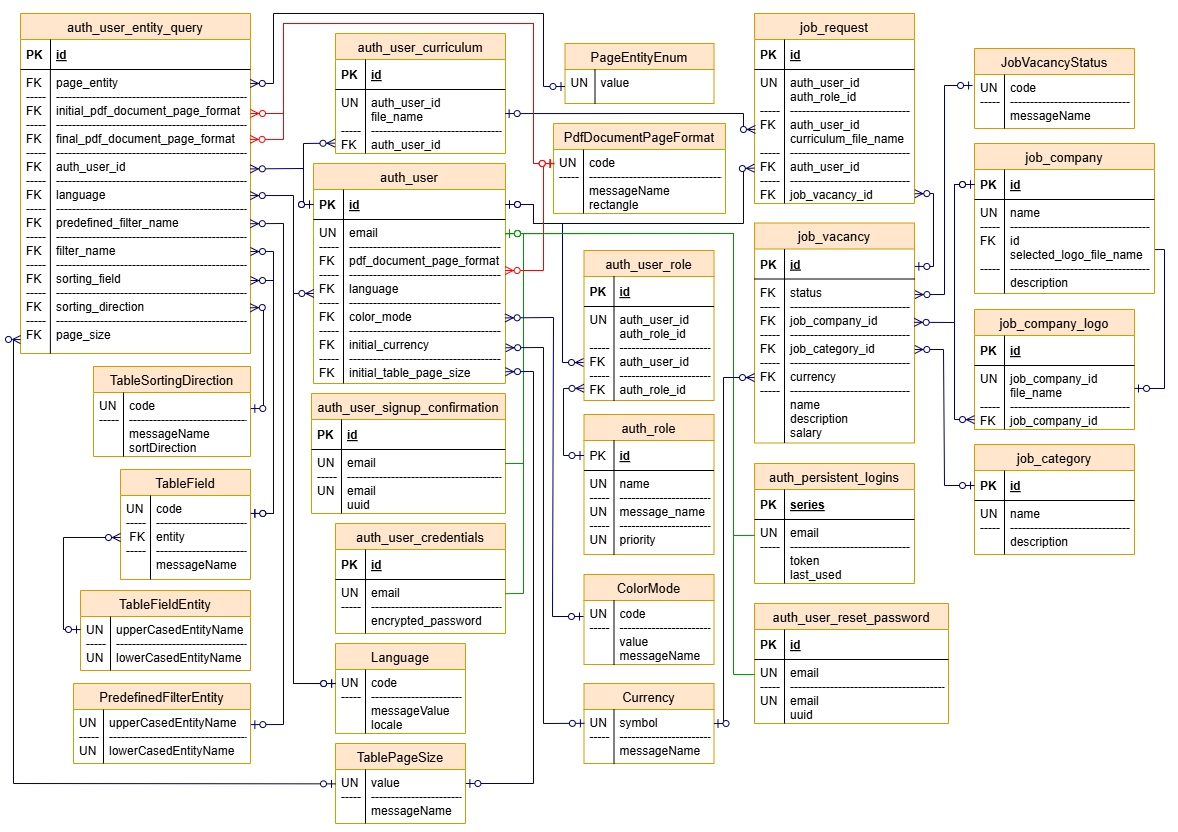 auth_user_entity_query
PK id
FK page_entity
FK initial_pdf_document_page_format
FK final_pdf_document_page_format
FK auth_user_id
FK language
FK predefined_filter_name
FK filter_name
FK sorting_field
FK sorting_direction
FK page_size
TableSortingDirection
UN code
messageName
sortDirection
TableField
UN code
FK entity
messageName
TableFieldEntity
UN upperCasedEntityName
UN lowerCasedEntityName
PredefinedFilterEntity
UN upperCasedEntityName
UN lowerCasedEntityName
auth_user_curriculum
PK id
UN auth_user_id
file_name
FK auth_user_id
auth_user
PK id
UN email
FK pdf_document_page_format
FK language
FK color_mode
FK initial_currency
FK initial_table_page_size
auth_user_signup_confirmation
PK id
UN email
UN email
uuid
auth_user_credentials
PK id
UN email
encrypted_password
Language
UN code
messageValue
locale
TablePageSize
UN value
messageName
PageEntityEnum
UN value
PdfDocumentPageFormat
UN code
messageName
rectangle
auth_user_role
PK id
UN auth_user_id
auth_role_id
FK auth_user_id
FK auth_role_id
auth_role
PK id
UN name
UN message_name
UN priority
ColorMode
UN code
value
messageName
Currency
UN symbol
messageName
job_request
PK id
UN auth_user_id
auth_role_id
FK auth_user_id
curriculum_file_name
FK auth_user_id
FK job_vacancy_id
job_vacancy
PK id
FK status
FK job_company_id
FK job_category_id
FK currency
name
description
salary
auth_persistent_logins
PK series
UN email
token
last_used
auth_user_reset_password
PK id
UN email
UN email
uuid
JobVacancyStatus
UN code
messageName
job_company
PK id
UN name
FK id
selected_logo_file_name
description
job_company_logo
PK id
UN job_company_id
file_name
FK job_company_id
job_category
PK id
UN name
description